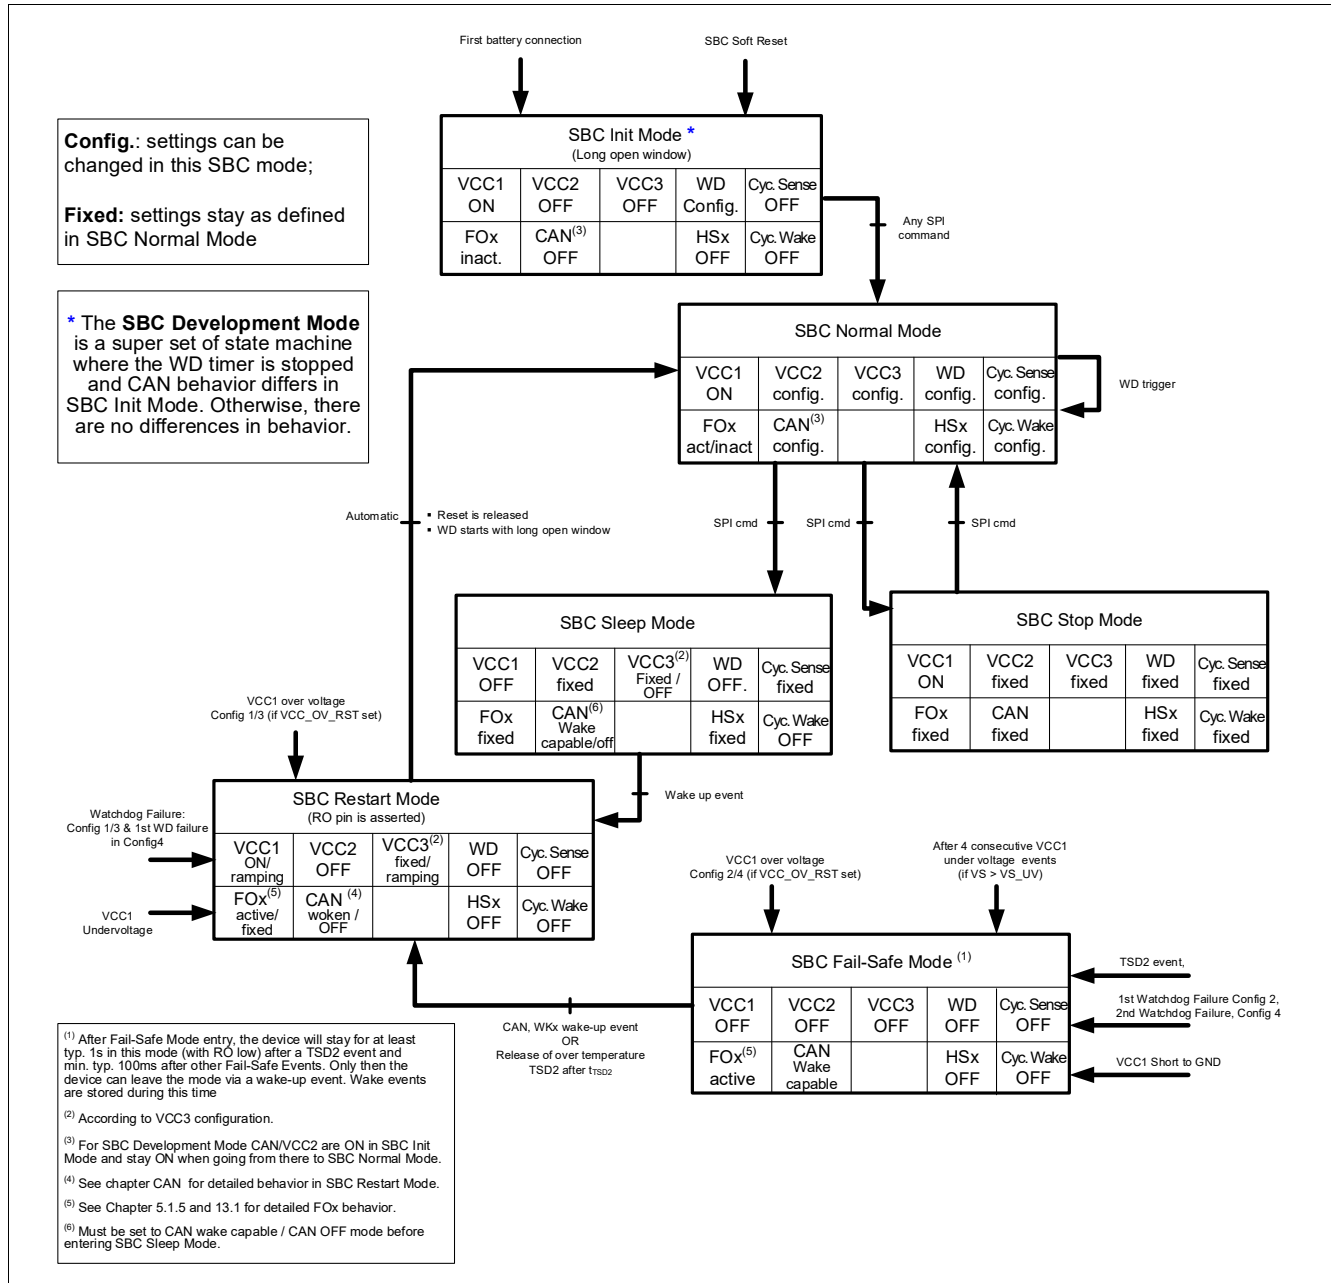 First battery connection
SBC Soft Reset
Config.: settings can be
changed in this SBC mode;
Fixed: settings stay as defined
in SBC Normal Mode
* The SBC Development Mode
is a super set of state machine
where the WD timer is stopped
and CAN behavior differs in
SBC Init Mode. Otherwise, there
are no differences in behavior.
SBC Init Mode *
(Long open window)
VCC1
ON
VCC2
OFF
VCC3
OFF
WD
Config.
Cyc. Sense
OFF
FOx
inact.
CAN(3)
OFF
HSx
OFF
Cyc. Wake
OFF
Any SPI
command
SBC Normal Mode
VCC1
ON
VCC2
config.
VCC3
config.
WD
config.
Cyc. Sense
config.
FOx
act/inact
CAN(3)
config.
HSx
config.
Cyc. Wake
config.
WD trigger
Automatic
▪ Reset is released
▪ WD starts with long open window
SPI cmd
SPI cmd
SPI cmd
SBC Sleep Mode
VCC1
OFF
VCC2
fixed
VCC3(2)
Fixed /
OFF
WD
OFF.
Cyc. Sense
fixed
FOx
fixed
CAN(6)
Wake
capable/off
HSx
fixed
Cyc. Wake
OFF
SBC Stop Mode
VCC1
ON
VCC2
fixed
VCC3
fixed
WD
fixed
Cyc. Sense
fixed
FOx
fixed
CAN
fixed
HSx
fixed
Cyc. Wake
fixed
VCC1 over voltage
Config 1/3 (if VCC_OV_RST set)
Wake up event
Watchdog Failure:
Config 1/3 & 1st WD failure
in Config4
VCC1
Undervoltage
SBC Restart Mode
(RO pin is asserted)
VCC1
ON/
ramping
VCC2
OFF
VCC3(2)
fixed/
ramping
WD
OFF
Cyc. Sense
OFF
FOx(5)
active/
fixed
CAN (4)
woken /
OFF
HSx
OFF
Cyc. Wake
OFF
VCC1 over voltage
Config 2/4 (if VCC_OV_RST set)
After 4 consecutive VCC1
under voltage events
(if VS > VS_UV)
SBC Fail-Safe Mode (1)
VCC1
OFF
VCC2
OFF
VCC3
OFF
WD
OFF
Cyc. Sense
OFF
FOx(5)
active
CAN
Wake
capable
HSx
OFF
Cyc. Wake
OFF
TSD2 event,
1st Watchdog Failure Config 2,
2nd Watchdog Failure, Config 4
VCC1 Short to GND
CAN, WKx wake-up event
OR
Release of over temperature
TSD2 after tTSD2
(1) After Fail-Safe Mode entry, the device will stay for at least
typ. 1s in this mode (with RO low) after a TSD2 event and
min. typ. 100ms after other Fail-Safe Events. Only then the
device can leave the mode via a wake-up event. Wake events
are stored during this time
(2) According to VCC3 configuration.
(3) For SBC Development Mode CAN/VCC2 are ON in SBC Init
Mode and stay ON when going from there to SBC Normal Mode.
(4) See chapter CAN for detailed behavior in SBC Restart Mode.
(5) See Chapter 5.1.5 and 13.1 for detailed FOx behavior.
(6) Must be set to CAN wake capable / CAN OFF mode before
entering SBC Sleep Mode.